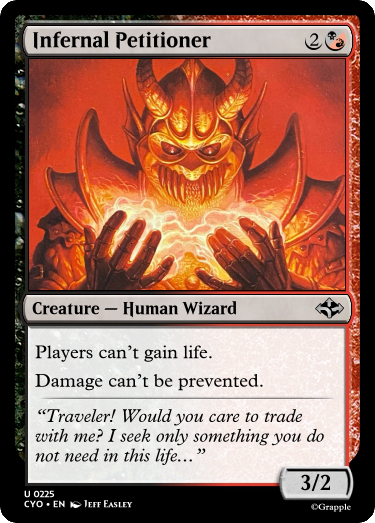 Infernal Petitioner 2
Creature — Human Wizard
Players can't gain life.
Damage can't be prevented.
“Traveler! Would you care to trade
with me? I seek only something you do
not need in this life…”
3/2
U 0225
CYO • EN Jeff Easley
©Grapple